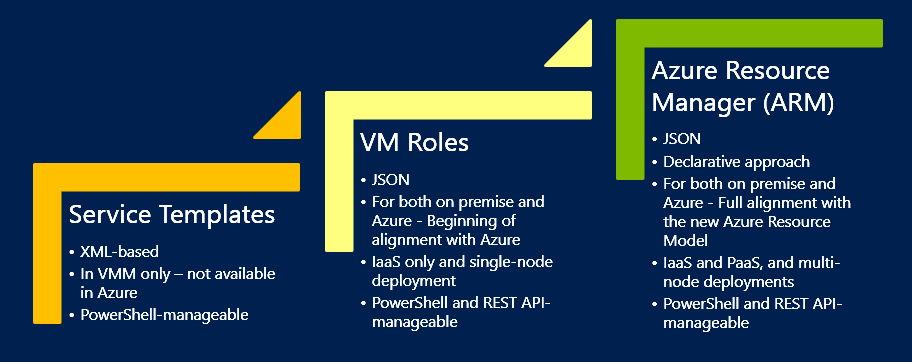 Service Templates
• XML-based
• In VMM only – not available
in Azure
• PowerShell-manageable
VM Roles
• JSON
• For both on premise and
Azure - Beginning of
alignment with Azure
• IaaS only and single-node
deployment
• PowerShell and REST API-
manageable
Azure Resource
Manager (ARM)
• JSON
• Declarative approach
• For both on premise and
Azure - Full alignment with
the new Azure Resource
Model
• IaaS and PaaS, and multi-
node deployments
• PowerShell and REST API-
manageable